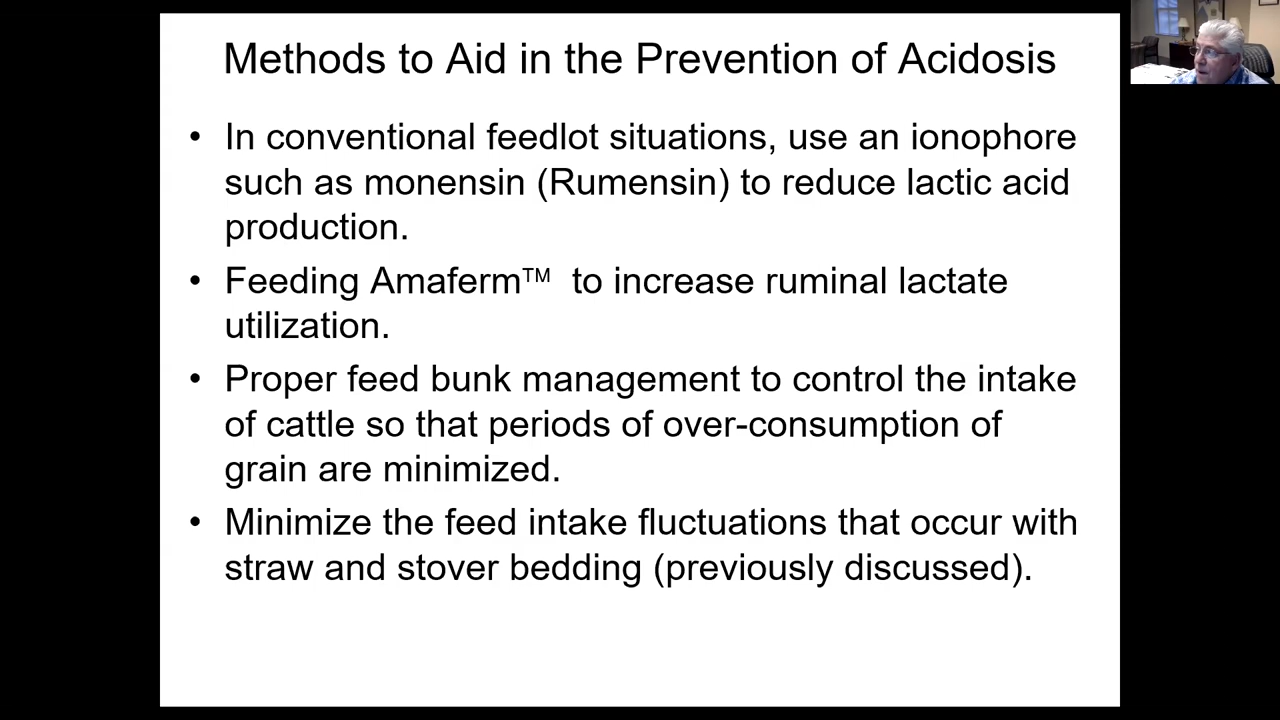 Methods to Aid in the Prevention of Acidosis
• In conventional feedlot situations, use an ionophore
such as monensin (Rumensin) to reduce lactic acid
production.
• Feeding Amaferm™ to increase ruminal lactate
utilization.
• Proper feed bunk management to control the intake
of cattle so that periods of over-consumption of
grain are minimized.
• Minimize the feed intake fluctuations that occur with
straw and stover bedding (previously discussed).